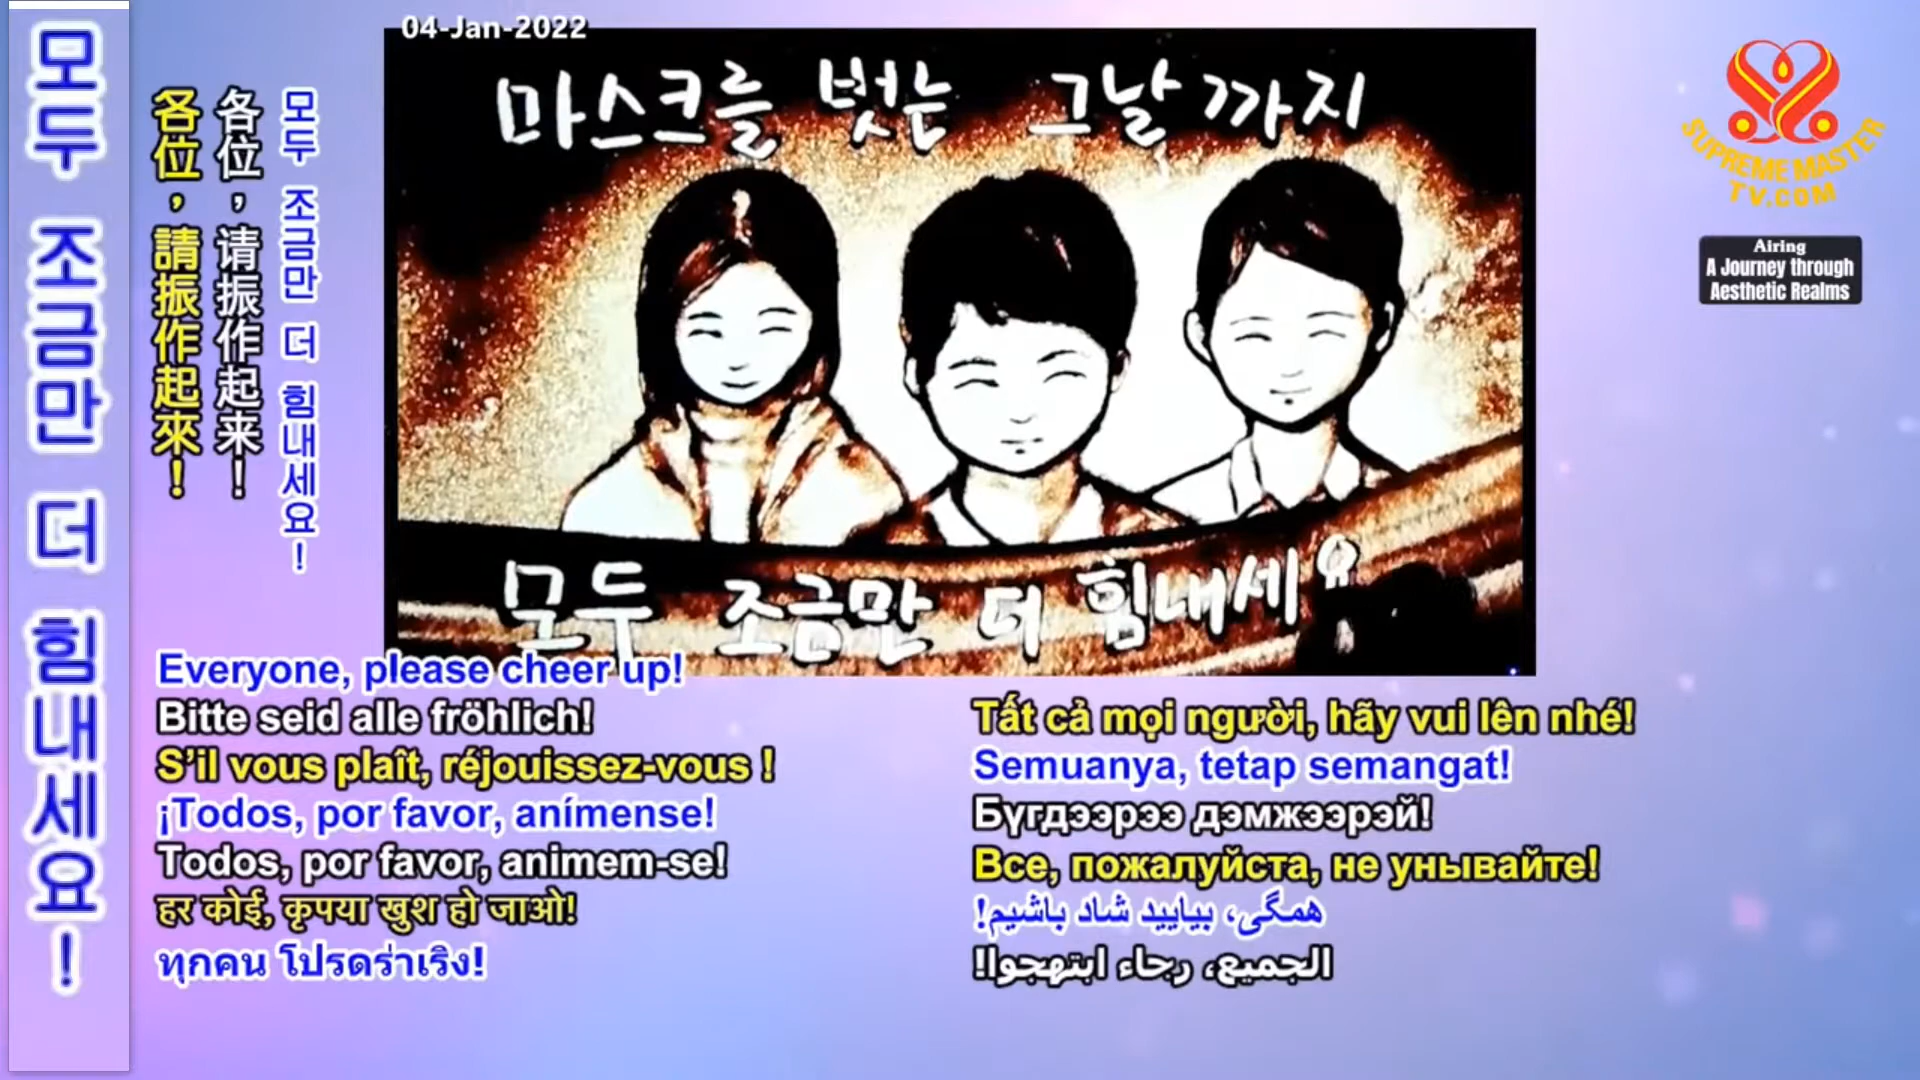 모두 조금만 더 힘내세요!
各位，請振作起來！
各位，请振作起来！
모두 조금만 더 힘내세요!
04-Jan-2022
마스크를 벗는 그날까지
모두 조금만 더 힘내세요
SUPREME MASTER
TV.COM
Airing
A Journey through
Aesthetic Realms
Everyone, please cheer up!
Bitte seid alle fröhlich!
S’il vous plaît, réjouissez-vous !
¡Todos, por favor, anímense!
Todos, por favor, animem-se!
हर कोई, कृपया खुश हो जाओ!
ทุกคน โปรดร่าเริง!
Tất cả mọi người, hãy vui lên nhé!
Semuanya, tetap semangat!
Бүгдээрээ дэмжээрэй!
Все, пожалуйста, не унывайте!
همگی، بیایید شاد باشیم!
الجميع، رجاء ابتهجوا!